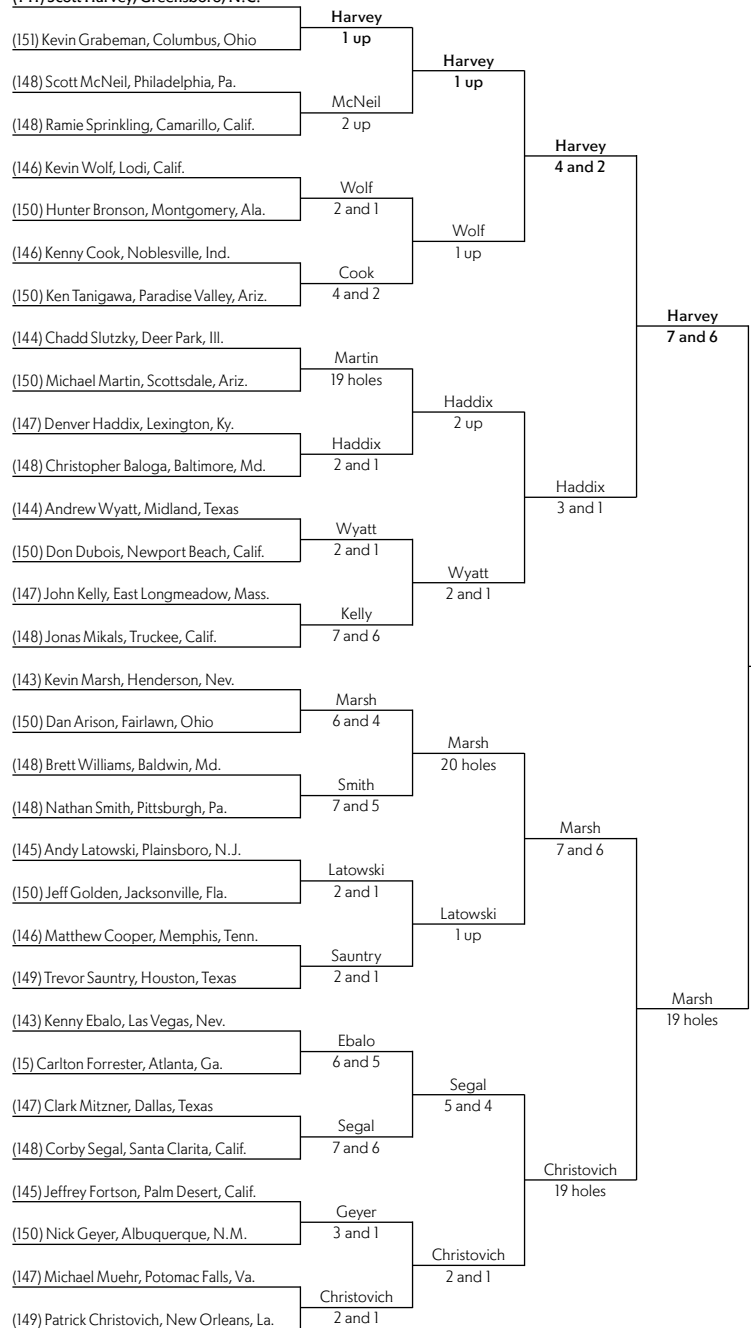 (151) Kevin Grabeman, Columbus, Ohio
(148) Scott McNeil, Philadelphia, Pa.
(148) Ramie Sprinkling, Camarillo, Calif.
(146) Kevin Wolf, Lodi, Calif.
(150) Hunter Bronson, Montgomery, Ala.
(146) Kenny Cook, Noblesville, Ind.
(150) Ken Tanigawa, Paradise Valley, Ariz.
(144) Chadd Slutzky, Deer Park, Ill.
(150) Michael Martin, Scottsdale, Ariz.
(147) Denver Haddix, Lexington, Ky.
(148) Christopher Baloga, Baltimore, Md.
(144) Andrew Wyatt, Midland, Texas
(150) Don Dubois, Newport Beach, Calif.
(147) John Kelly, East Longmeadow, Mass.
(148) Jonas Mikals, Truckee, Calif.
(143) Kevin Marsh, Henderson, Nev.
(150) Dan Arison, Fairlawn, Ohio
(148) Brett Williams, Baldwin, Md.
(148) Nathan Smith, Pittsburgh, Pa.
(145) Andy Latowski, Plainsboro, N.J.
(150) Jeff Golden, Jacksonville, Fla.
(146) Matthew Cooper, Memphis, Tenn.
(149) Trevor Sauntry, Houston, Texas
(143) Kenny Ebalo, Las Vegas, Nev.
(15) Carlton Forrester, Atlanta, Ga.
(147) Clark Mitzner, Dallas, Texas
(148) Corby Segal, Santa Clarita, Calif.
(145) Jeffrey Fortson, Palm Desert, Calif.
(150) Nick Geyer, Albuquerque, N.M.
(147) Michael Muehr, Potomac Falls, Va.
(149) Patrick Christovich, New Orleans, La.
Harvey
1 up
McNeil
2 up
Wolf
2 and 1
Cook
4 and 2
Martin
19 holes
Haddix
2 and 1
Wyatt
2 and 1
Kelly
7 and 6
Marsh
6 and 4
Smith
7 and 5
Latowski
2 and 1
Sauntry
2 and 1
Ebalo
6 and 5
Segal
7 and 6
Geyer
3 and 1
Christovich
2 and 1
Harvey
1 up
Wolf
1 up
Haddix
2 up
Wyatt
2 and 1
Marsh
20 holes
Latowski
1 up
Segal
5 and 4
Christovich
2 and 1
Harvey
4 and 2
Haddix
3 and 1
Marsh
7 and 6
Christovich
19 holes
Harvey
7 and 6
Marsh
19 holes